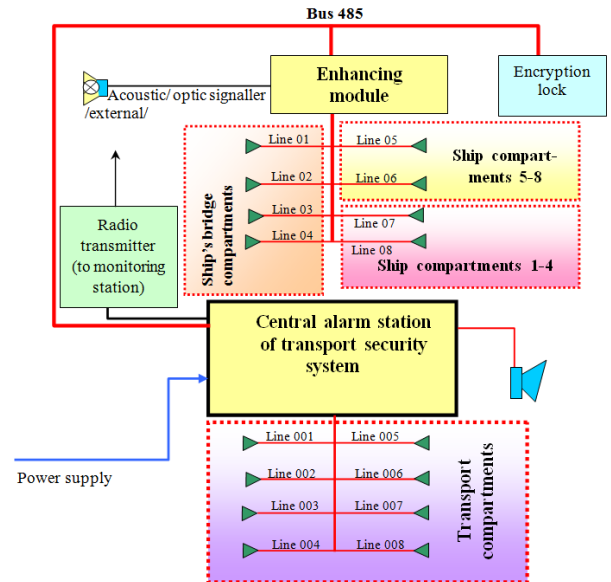 Bus 485
Enhancing
module
Encryption
lock
Acoustic/ optic signaller
/external/
Line 01
Line 05
Line 02
Line 06
Line 03
Line 07
Line 04
Line 08
Ship's bridge
compartments
Ship compart-
ments 5-8
Ship compartments 1-4
Radio
transmitter
(to monitoring
station)
Central alarm station
of transport security
system
Power supply
Line 001
Line 005
Line 002
Line 006
Line 003
Line 007
Line 004
Line 008
Transport
compartments